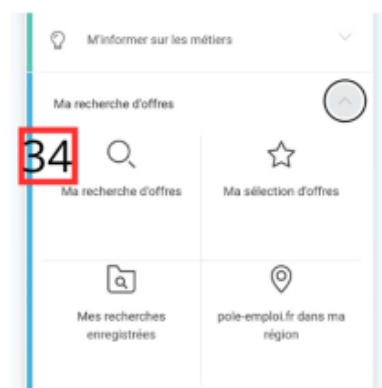 M'informer sur les métiers
Ma recherche d'offres
34
Ma recherche d'offres
Ma sélection d'offres
Mes recherches
enregistrées
pole-emploi.fr dans ma
région